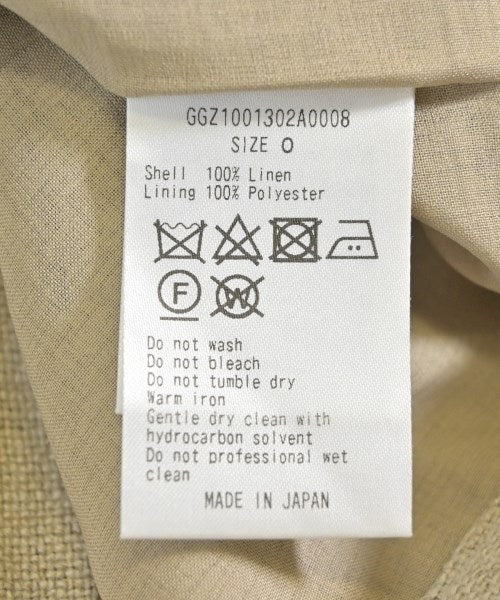 GGZ1001302A0008
SIZE 0
Shell 100% Linen
Lining 100% Polyester
F W
Do not wash
Do not bleach
Do not tumble dry
Warm iron
Gentle dry clean with
hydrocarbon solvent
Do not professional wet
clean
MADE IN JAPAN